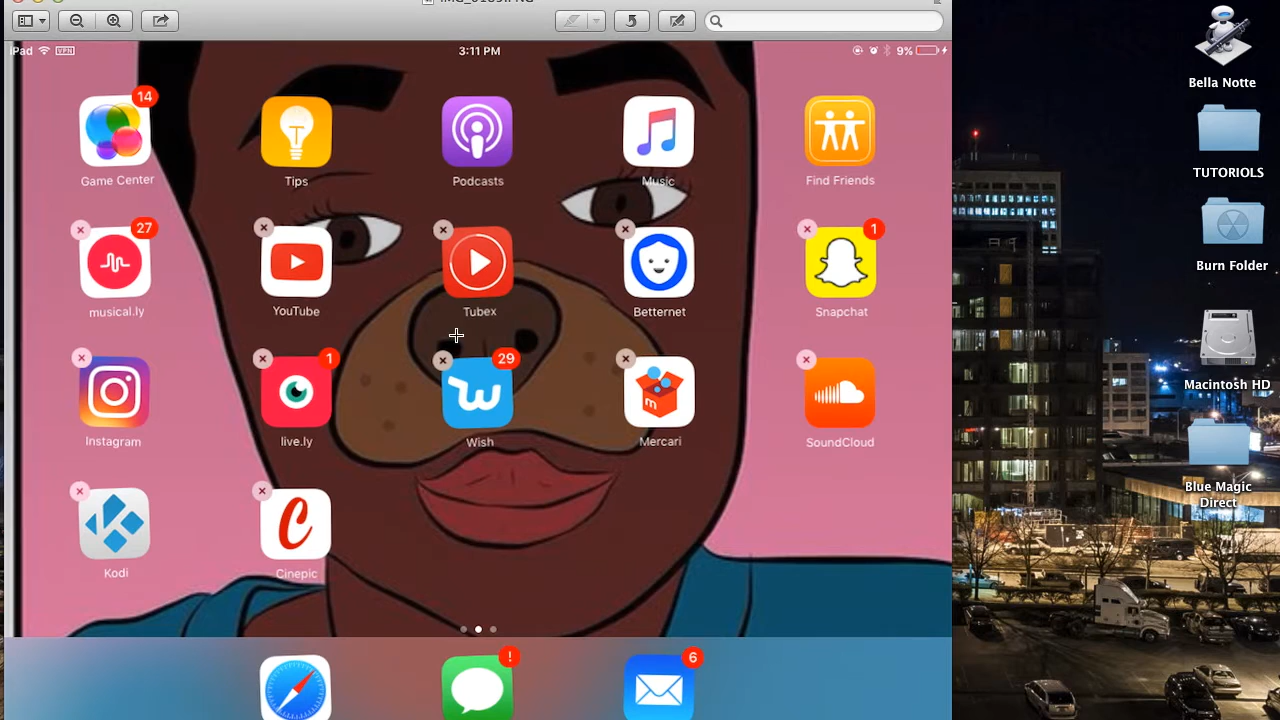 iPad VPN 3:11 PM 9%
14
Game Center Tips Podcasts Music Find Friends
27 1
musical.ly YouTube Tubex Betternet Snapchat
1 29
m
Instagram live.ly Wish Mercari SoundCloud
Kodi Cinepic
! 6
Bella Notte
TUTORIOLS
Burn Folder
Macintosh HD
Blue Magic
Direct